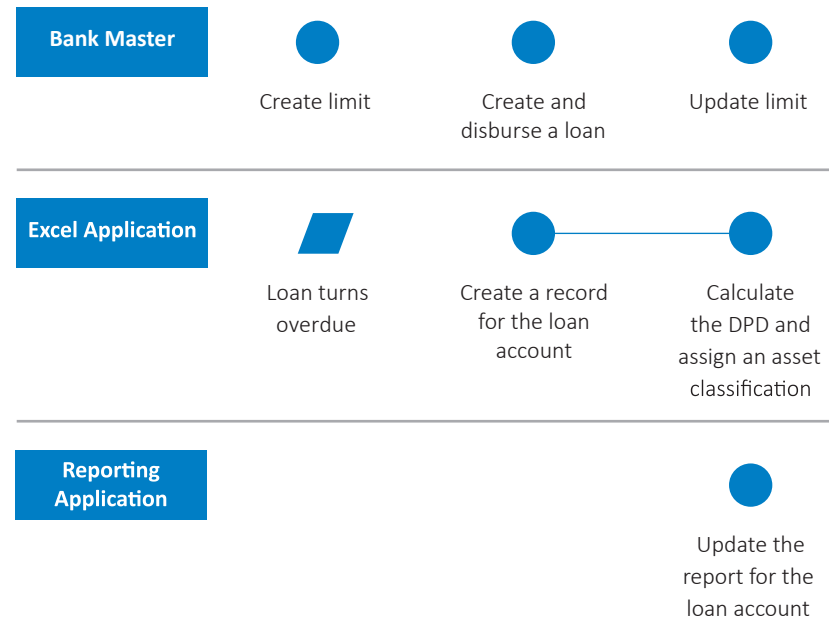 Bank Master
Create limit
Create and
disburse a loan
Update limit
Excel Application
Loan turns
overdue
Create a record
for the loan
account
Calculate
the DPD and
assign an asset
classification
Reporting
Application
Update the
report for the
loan account